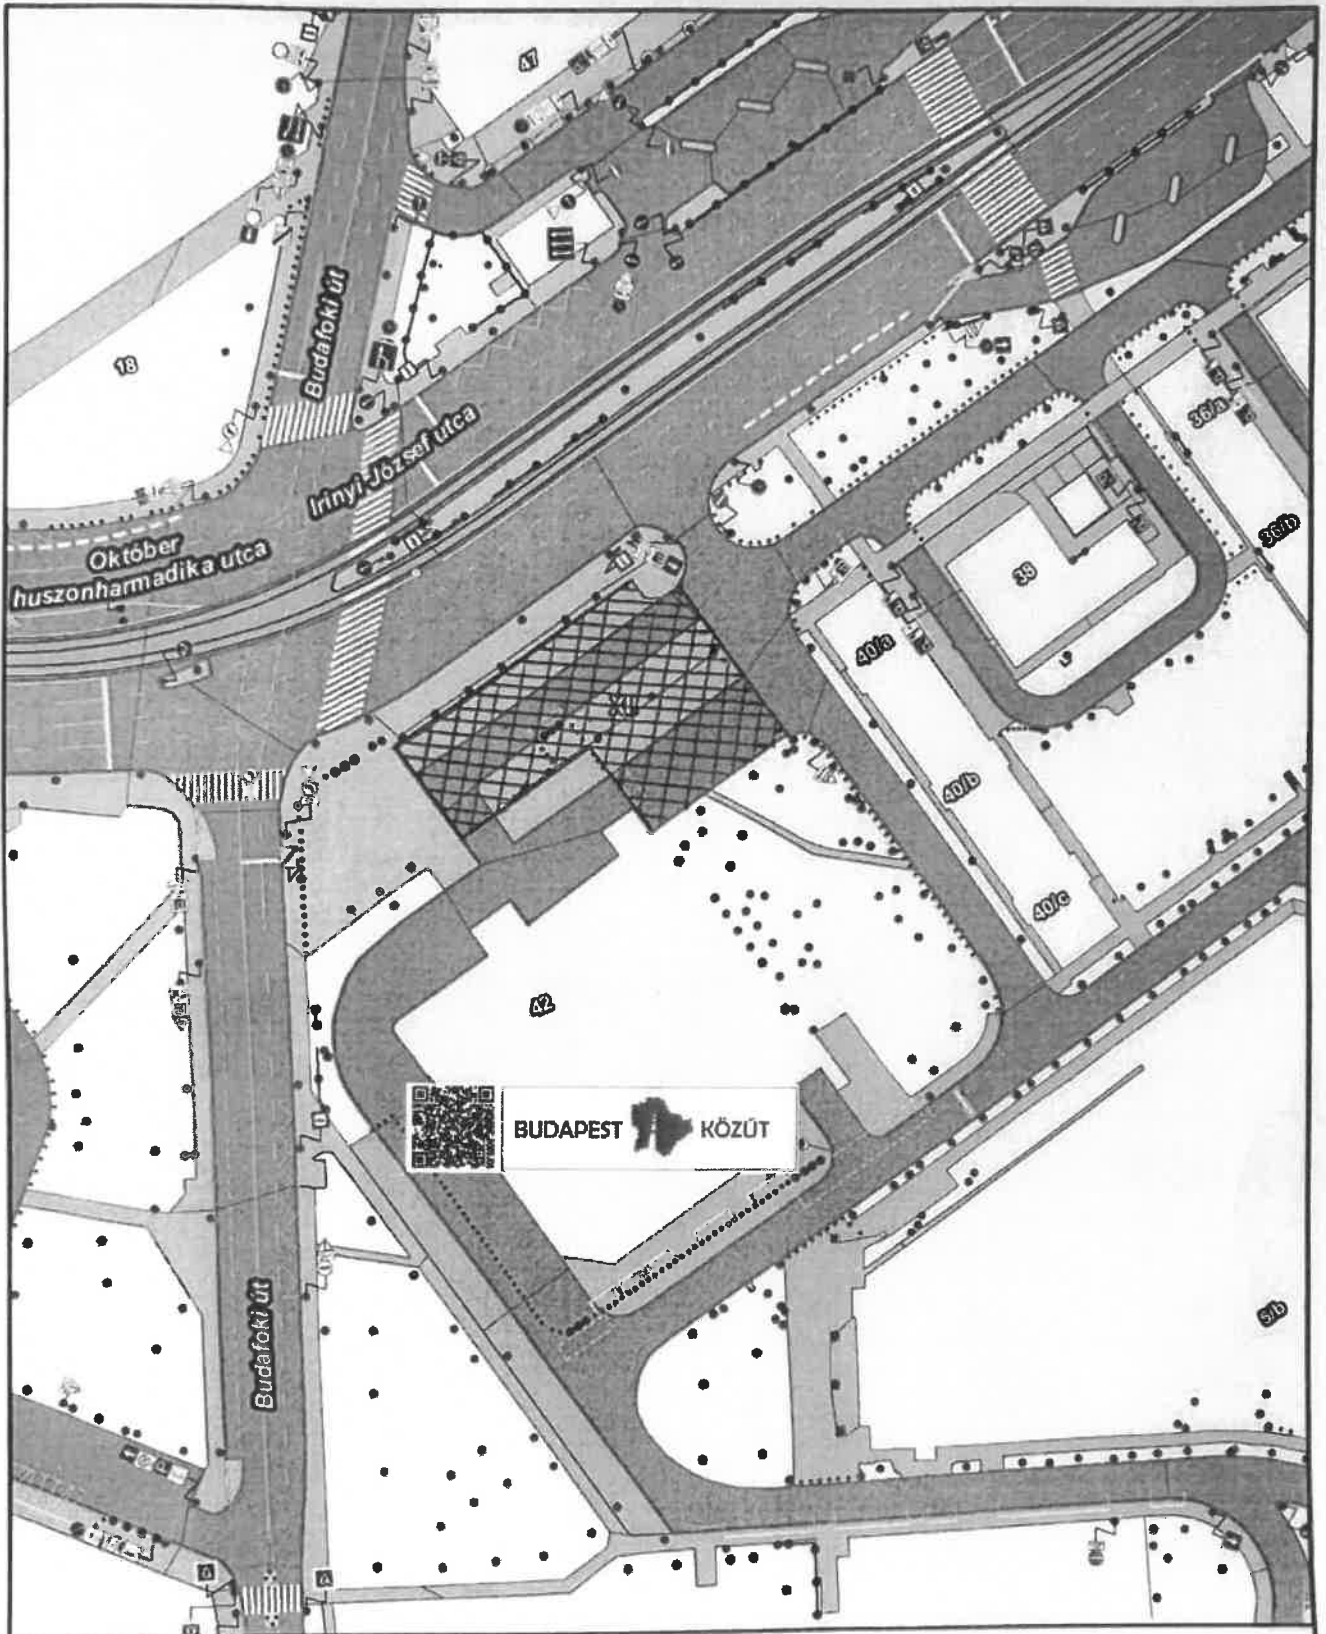 47
Budafoki út
18
36/a
Irinyi József utca
36/b
Október
huszonharmadika utca
38
40/a
XI.
40/b
40/c
42
BUDAPEST KÖZÚT
5/b
Budafoki út